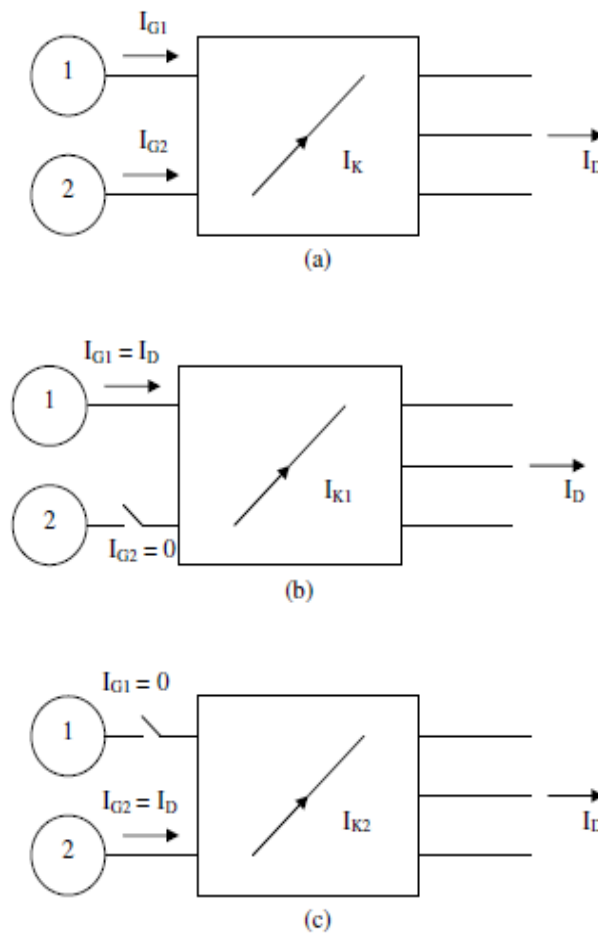 I_G1
1
I_G2
2
I_K
I_D
(a)
I_G1 = I_D
1
2
I_K1
I_D
I_G2 = 0
(b)
I_G1 = 0
1
I_G2 = I_D
2
I_K2
I_D
(c)